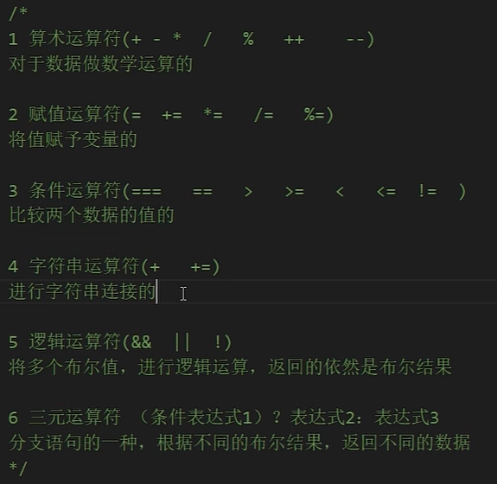 /*
1 算术运算符(+ - * / % ++ --)
对于数据做数学运算的
2 赋值运算符(= += *= /= %=)
将值赋予变量的
3 条件运算符(=== == > >= < <= != )
比较两个数据的值的
4 字符串运算符(+ +=)
进行字符串连接的
5 逻辑运算符(&& || !)
将多个布尔值，进行逻辑运算，返回的依然是布尔结果
6 三元运算符 （条件表达式1）？表达式2：表达式3
分支语句的一种，根据不同的布尔结果，返回不同的数据
*/